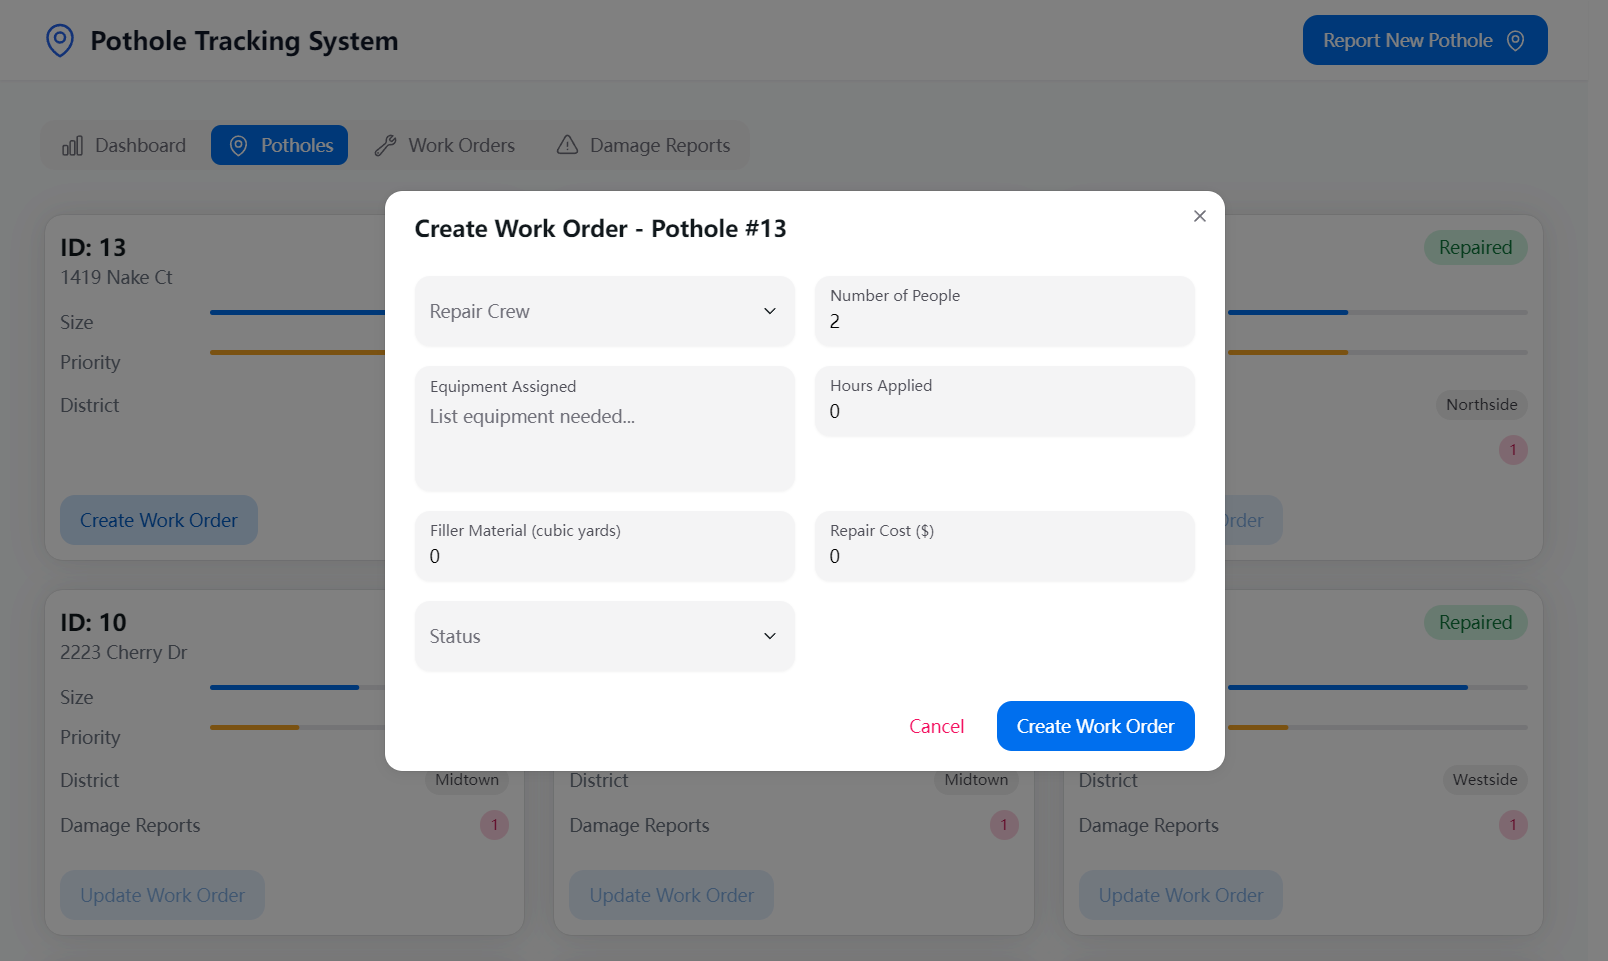 Pothole Tracking System
Report New Pothole
Dashboard
Potholes
Work Orders
Damage Reports
ID: 13
1419 Nake Ct
Size
Priority
District
Create Work Order
Create Work Order - Pothole #13
Repair Crew
Number of People
2
Equipment Assigned
List equipment needed...
Hours Applied
0
Filler Material (cubic yards)
0
Repair Cost ($)
0
Status
Cancel
Create Work Order
Repaired
Northside
1
Order
ID: 10
2223 Cherry Dr
Size
Priority
District
Midtown
Damage Reports
1
Update Work Order
District
Midtown
Damage Reports
1
Update Work Order
Repaired
District
Westside
Damage Reports
1
Update Work Order